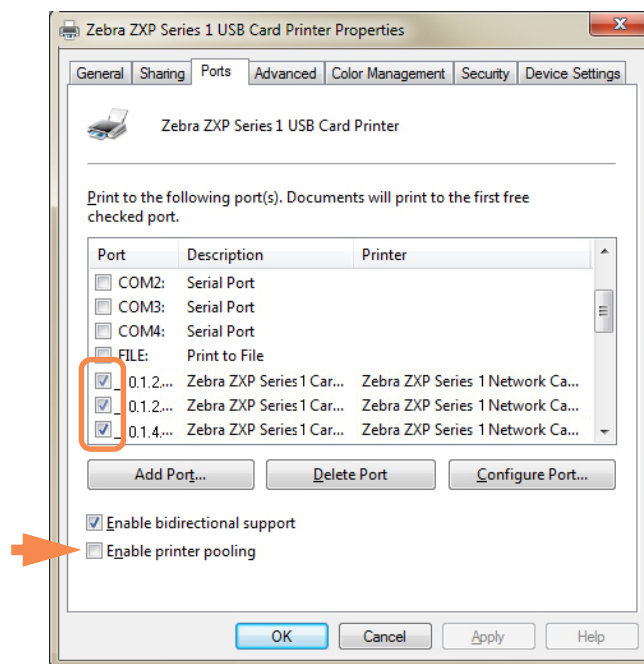 Zebra ZXP Series 1 USB Card Printer Properties
General Sharing Ports Advanced Color Management Security Device Settings
Zebra ZXP Series 1 USB Card Printer
Print to the following port(s). Documents will print to the first free
checked port.
Port Description Printer
COM2: Serial Port
COM3: Serial Port
COM4: Serial Port
FILE: Print to File
_ 0.1.2... Zebra ZXP Series 1 Car... Zebra ZXP Series 1 Network Ca...
_ 0.1.2... Zebra ZXP Series 1 Car... Zebra ZXP Series 1 Network Ca...
_ 0.1.4... Zebra ZXP Series 1 Car... Zebra ZXP Series 1 Network Ca...
Add Port... Delete Port Configure Port...
Enable bidirectional support
Enable printer pooling
OK Cancel Apply Help